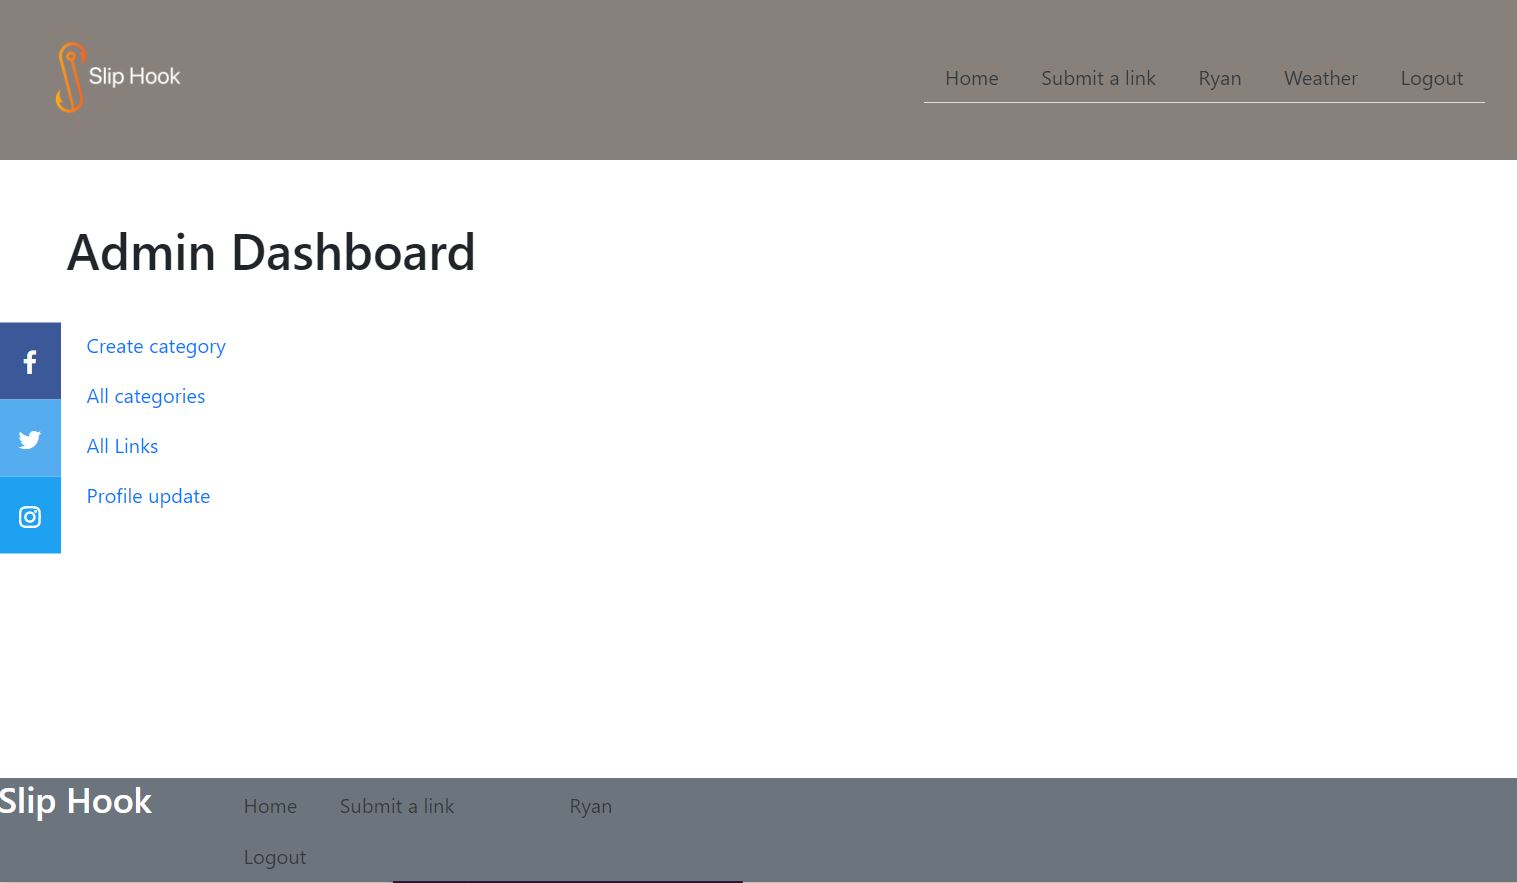 Slip Hook
Home Submit a link Ryan Weather Logout
Admin Dashboard
Create category
All categories
All Links
Profile update
Slip Hook
Home Submit a link Ryan
Logout